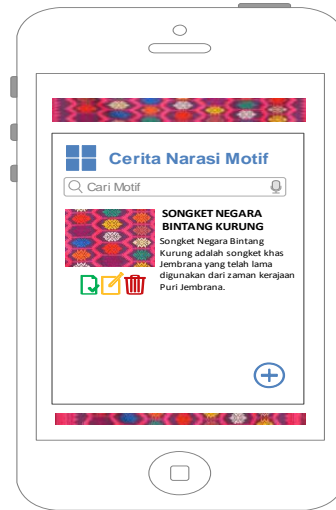 Cerita Narasi Motif
Cari Motif
SONGKET NEGARA
BINTANG KURUNG
Songket Negara Bintang
Kurung adalah songket khas
Jembrana yang telah lama
digunakan dari zaman kerajaan
Puri Jembrana.